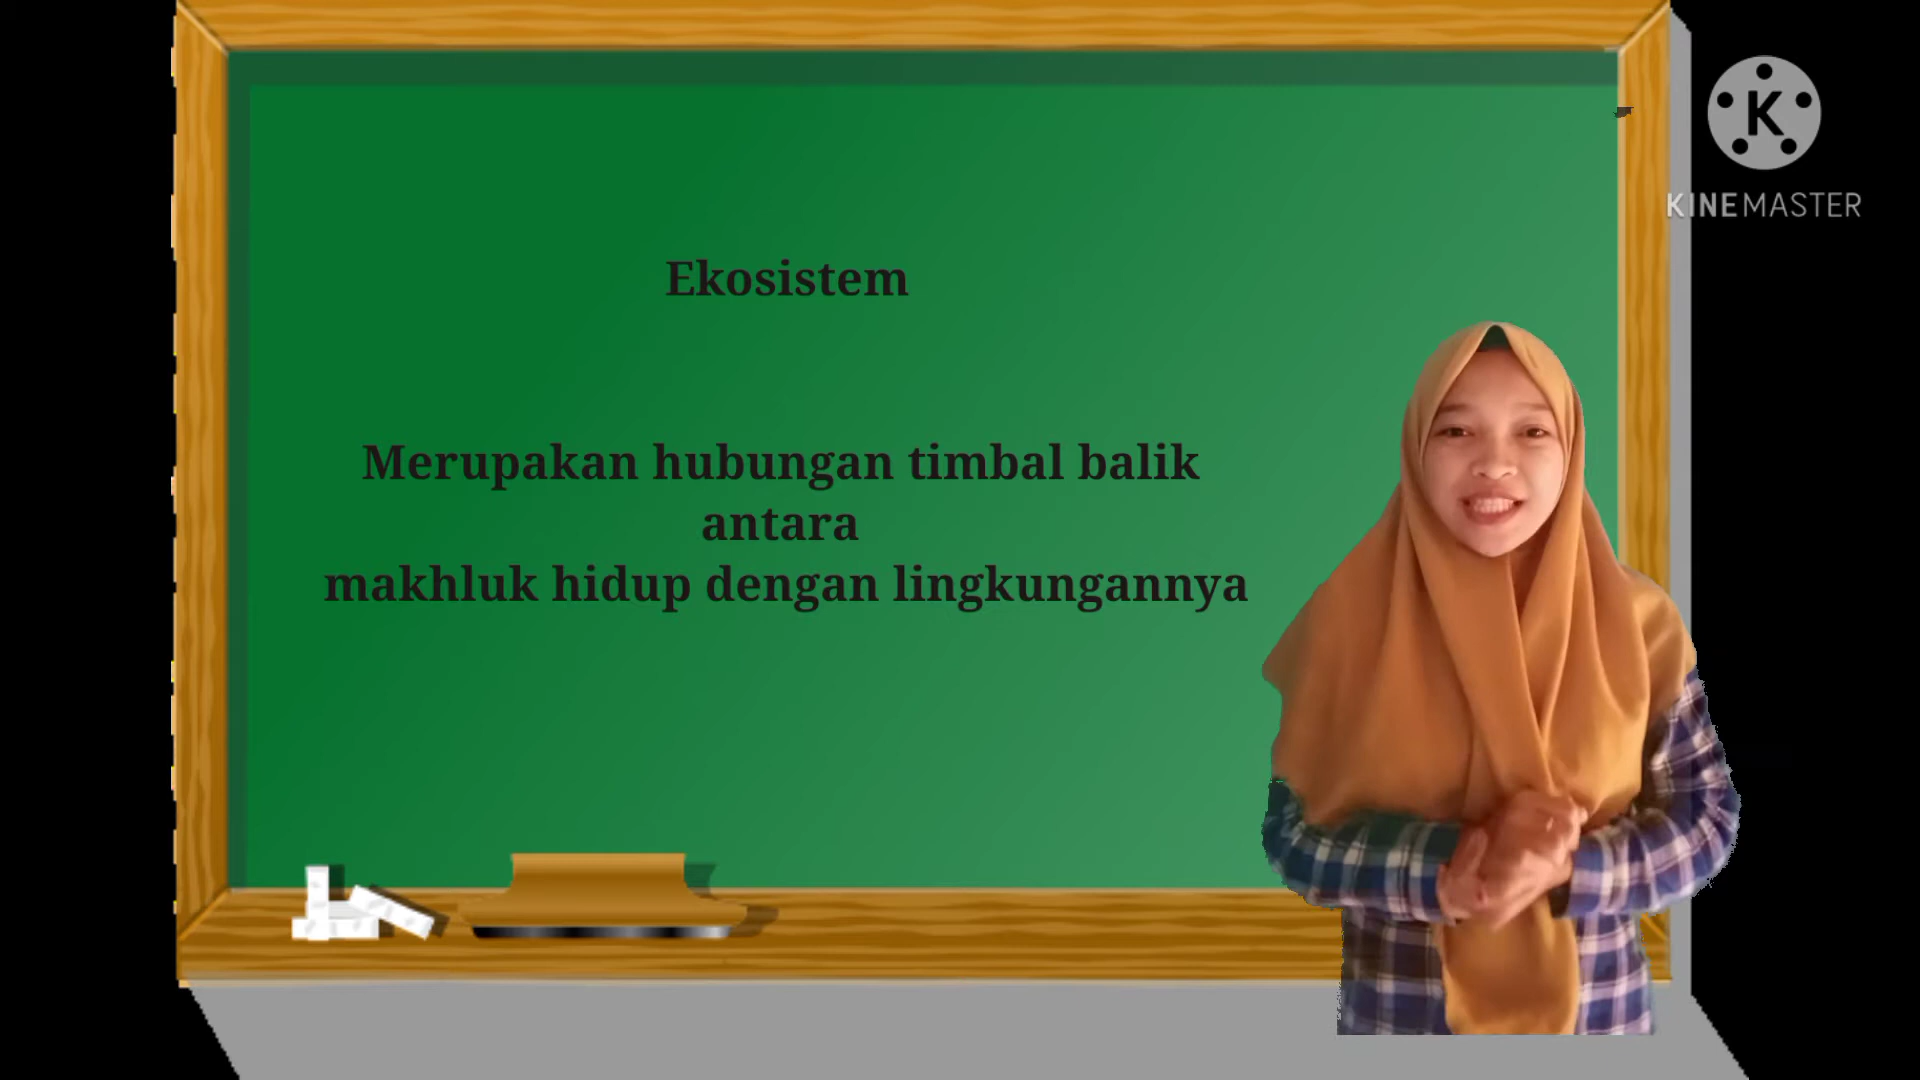 K
KINEMASTER
Ekosistem
Merupakan hubungan timbal balik
antara
makhluk hidup dengan lingkungannya